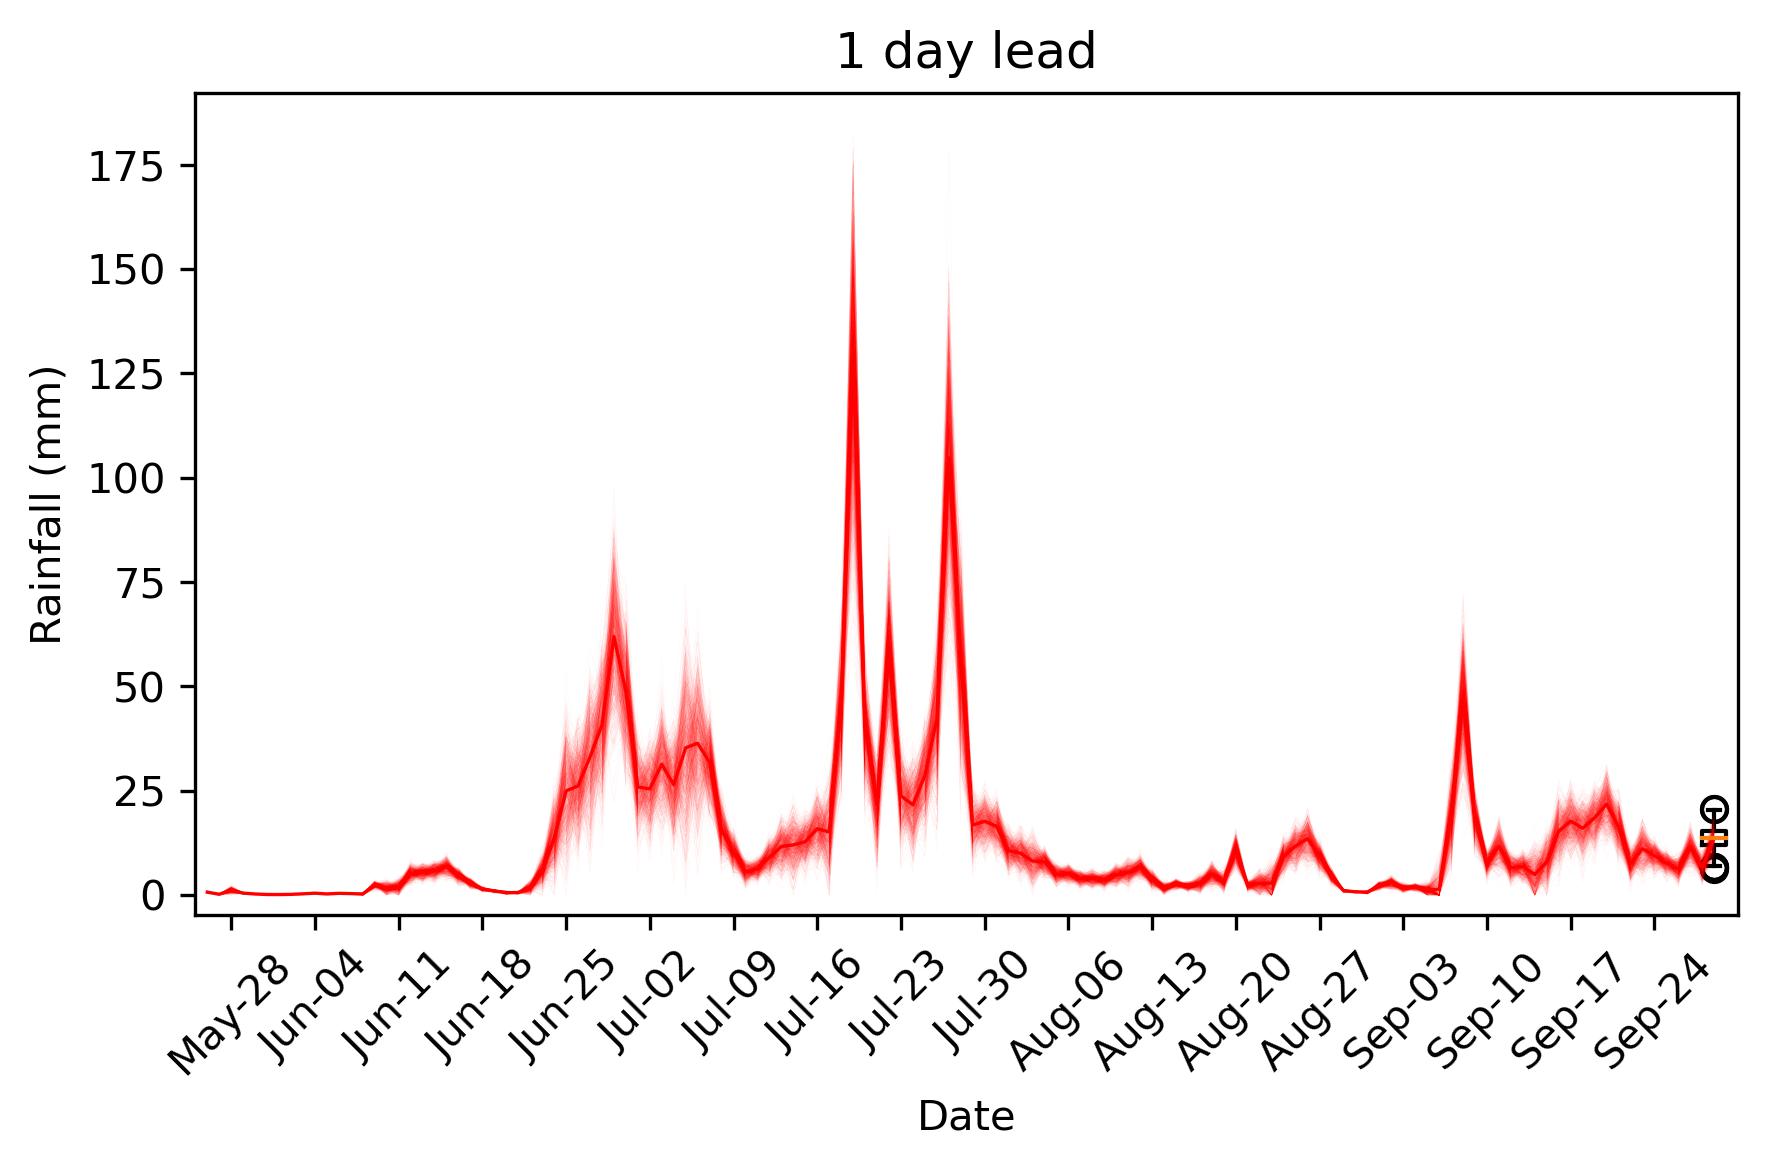 1 day lead
Rainfall (mm)
175
150
125
100
75
50
25
0
May-28
Jun-04
Jun-11
Jun-18
Jun-25
Jul-02
Jul-09
Jul-16
Jul-23
Jul-30
Aug-06
Aug-13
Aug-20
Aug-27
Sep-03
Sep-10
Sep-17
Sep-24
Date